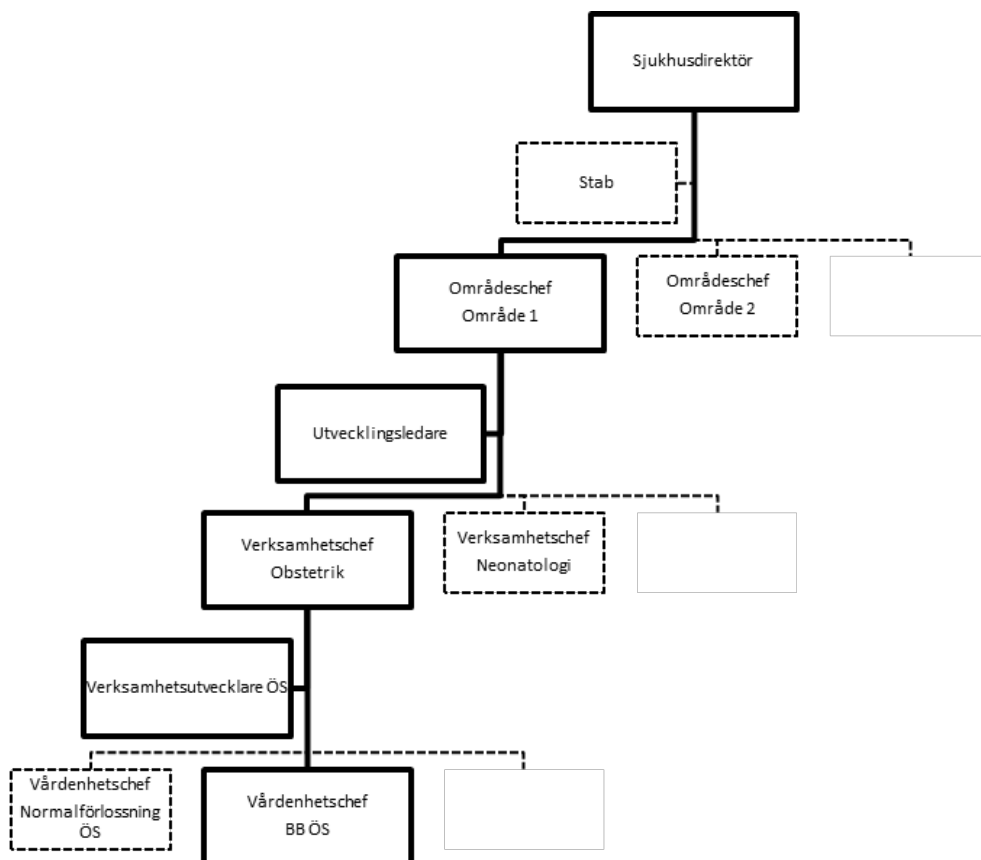 Sjukhusdirektör
Stab
Områdeschef
Område 1
Områdeschef
Område 2
Utvecklingsledare
Verksamhetschef
Obstetrik
Verksamhetschef
Neonatologi
Verksamhetsutvecklare ÖS
Vårdenhetschef
Normalförlossning
ÖS
Vårdenhetschef
BB ÖS